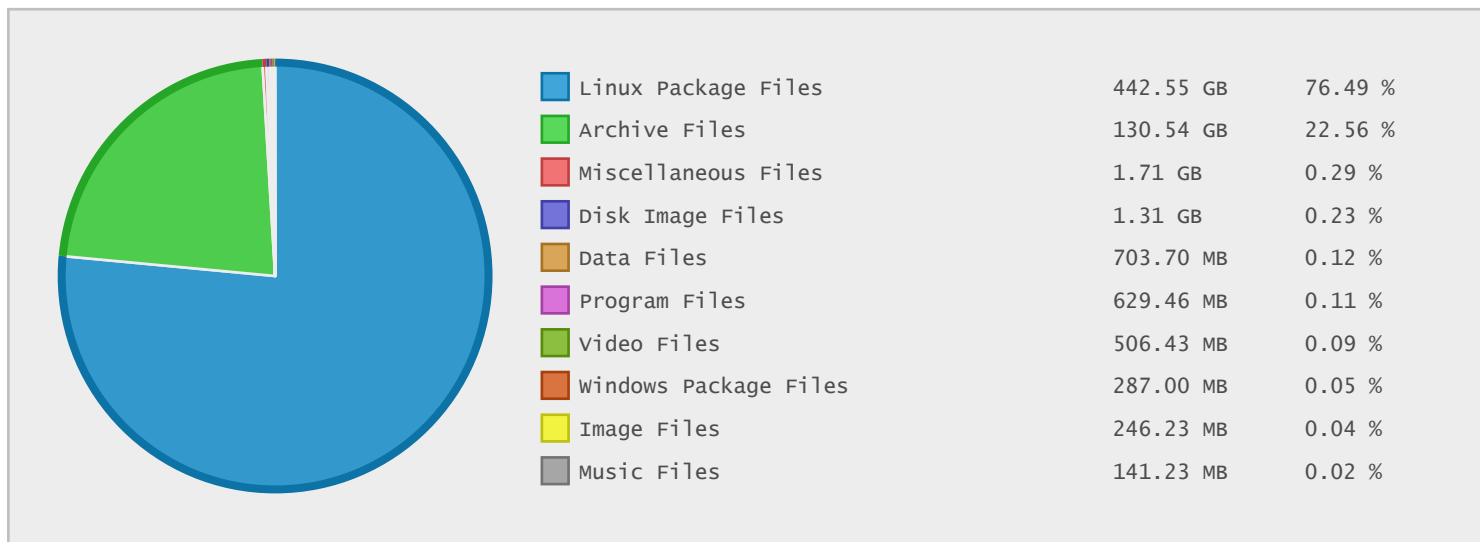 Linux Package Files 442.55 GB 76.49 %
Archive Files 130.54 GB 22.56 %
Miscellaneous Files 1.71 GB 0.29 %
Disk Image Files 1.31 GB 0.23 %
Data Files 703.70 MB 0.12 %
Program Files 629.46 MB 0.11 %
Video Files 506.43 MB 0.09 %
Windows Package Files 287.00 MB 0.05 %
Image Files 246.23 MB 0.04 %
Music Files 141.23 MB 0.02 %